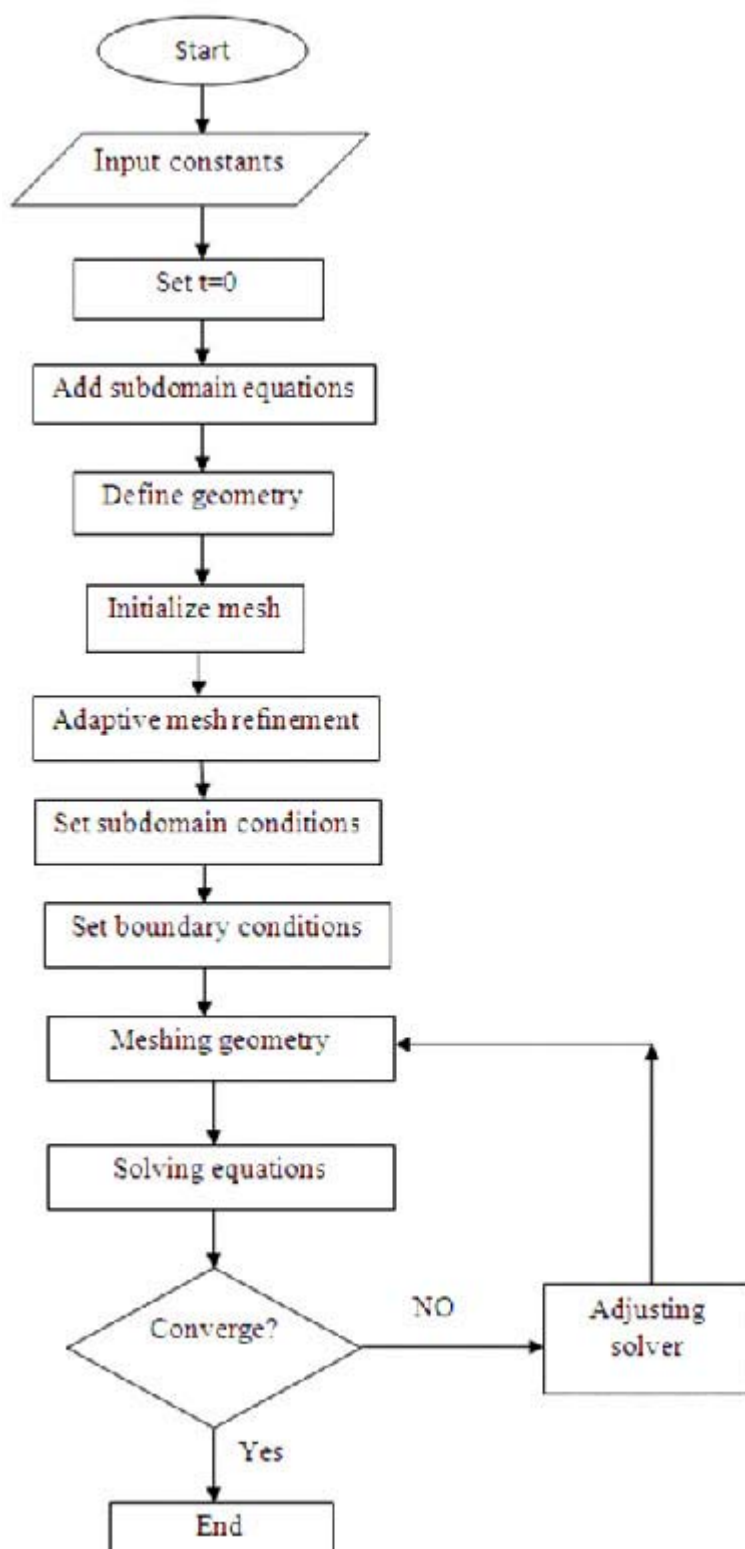 Start
Input constants
Set t=0
Add subdomain equations
Define geometry
Initialize mesh
Adaptive mesh refinement
Set subdomain conditions
Set boundary conditions
Meshing geometry
Solving equations
Converge?
NO
Adjusting
solver
Yes
End